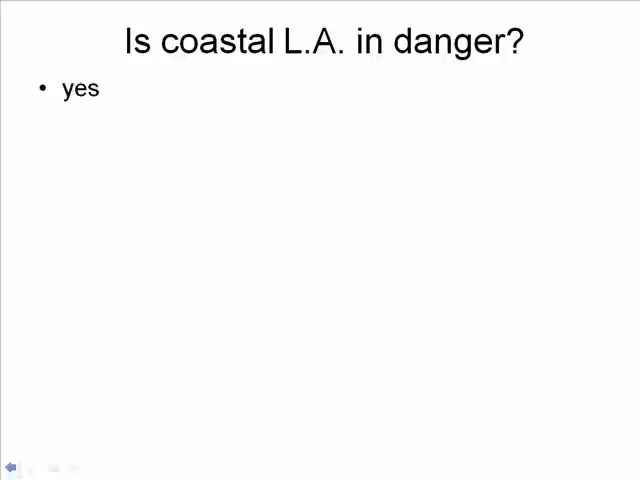 Is coastal L.A. in danger?
• yes